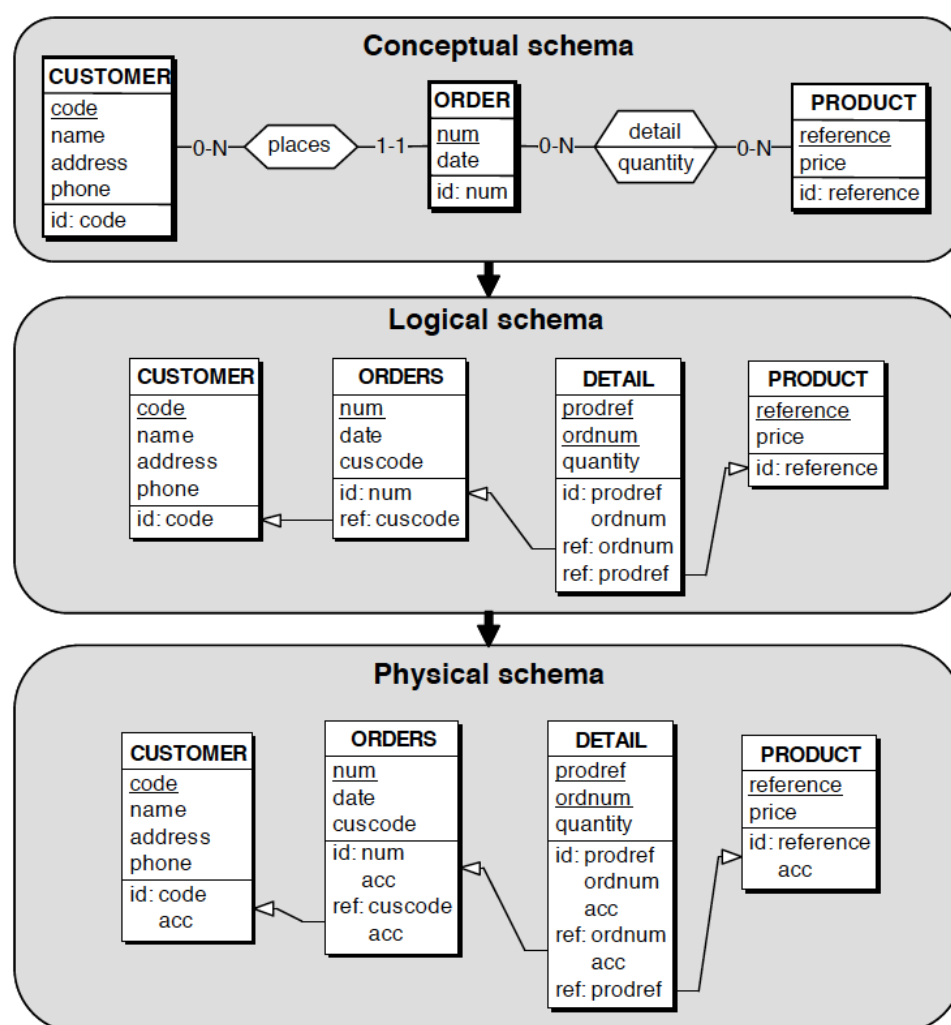 Conceptual schema
CUSTOMER
code
name
address
phone
id: code
0-N
places
1-1
ORDER
num
date
id: num
0-N
detail
quantity
0-N
PRODUCT
reference
price
id: reference
Logical schema
CUSTOMER
code
name
address
phone
id: code
ORDERS
num
date
cuscode
id: num
ref: cuscode
DETAIL
prodref
ordnum
quantity
id: prodref
ordnum
ref: ordnum
ref: prodref
PRODUCT
reference
price
id: reference
Physical schema
CUSTOMER
code
name
address
phone
id: code
acc
ORDERS
num
date
cuscode
id: num
acc
ref: cuscode
acc
DETAIL
prodref
ordnum
quantity
id: prodref
ordnum
acc
ref: ordnum
acc
ref: prodref
PRODUCT
reference
price
id: reference
acc